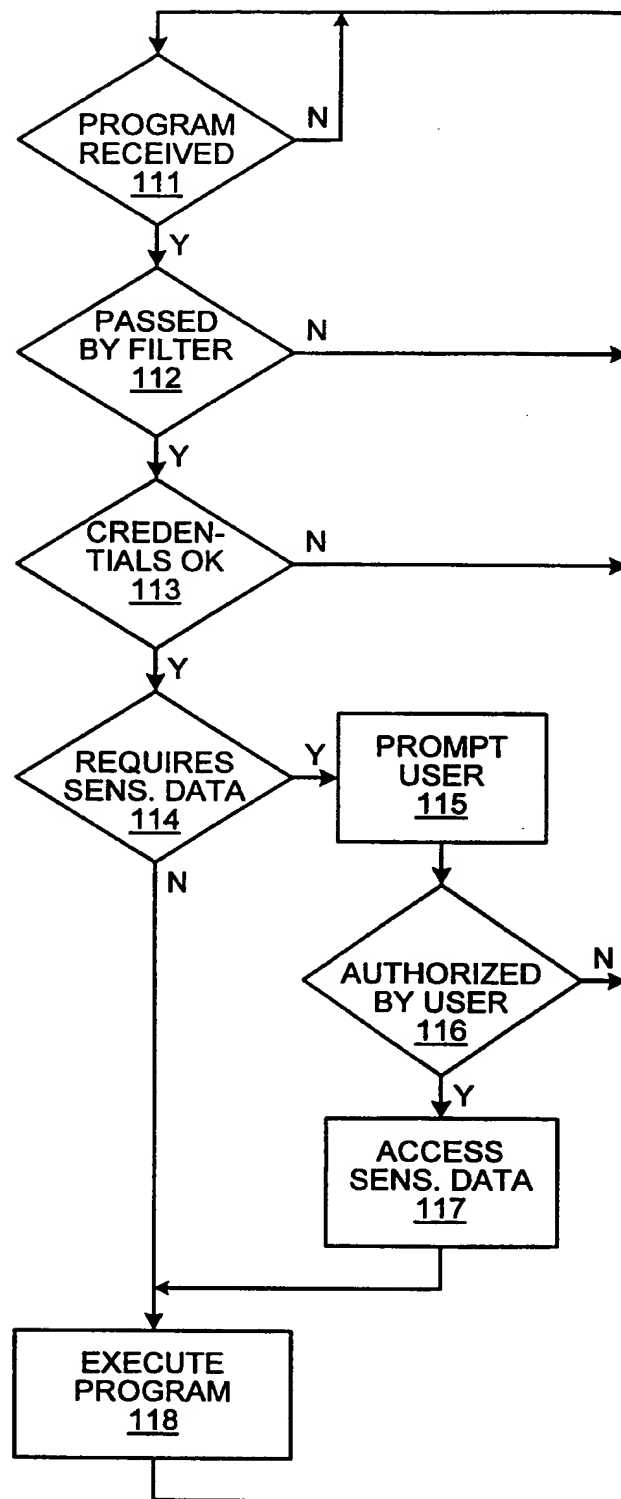 PROGRAM
RECEIVED
111
N
Y
PASSED
BY FILTER
112
N
Y
CREDEN-
TIALS OK
113
N
Y
REQUIRES
SENS. DATA
114
Y
N
PROMPT
USER
115
AUTHORIZED
BY USER
116
N
Y
ACCESS
SENS. DATA
117
EXECUTE
PROGRAM
118